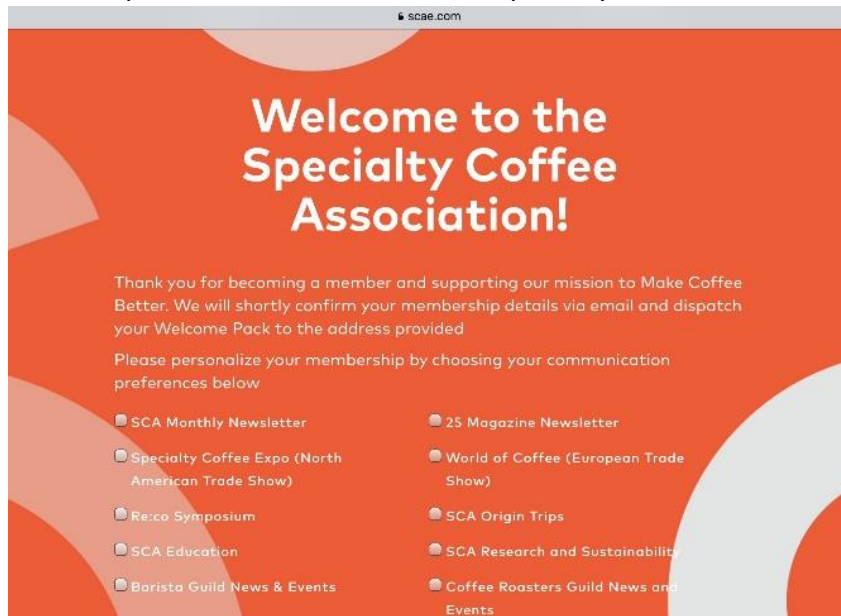 scae.com
Welcome to the
Specialty Coffee
Association!
Thank you for becoming a member and supporting our mission to Make Coffee
Better. We will shortly confirm your membership details via email and dispatch
your Welcome Pack to the address provided
Please personalize your membership by choosing your communication
preferences below
SCA Monthly Newsletter
25 Magazine Newsletter
Specialty Coffee Expo (North
American Trade Show)
World of Coffee (European Trade
Show)
Re:co Symposium
SCA Origin Trips
SCA Education
SCA Research and Sustainability
Barista Guild News & Events
Coffee Roasters Guild News and
Events